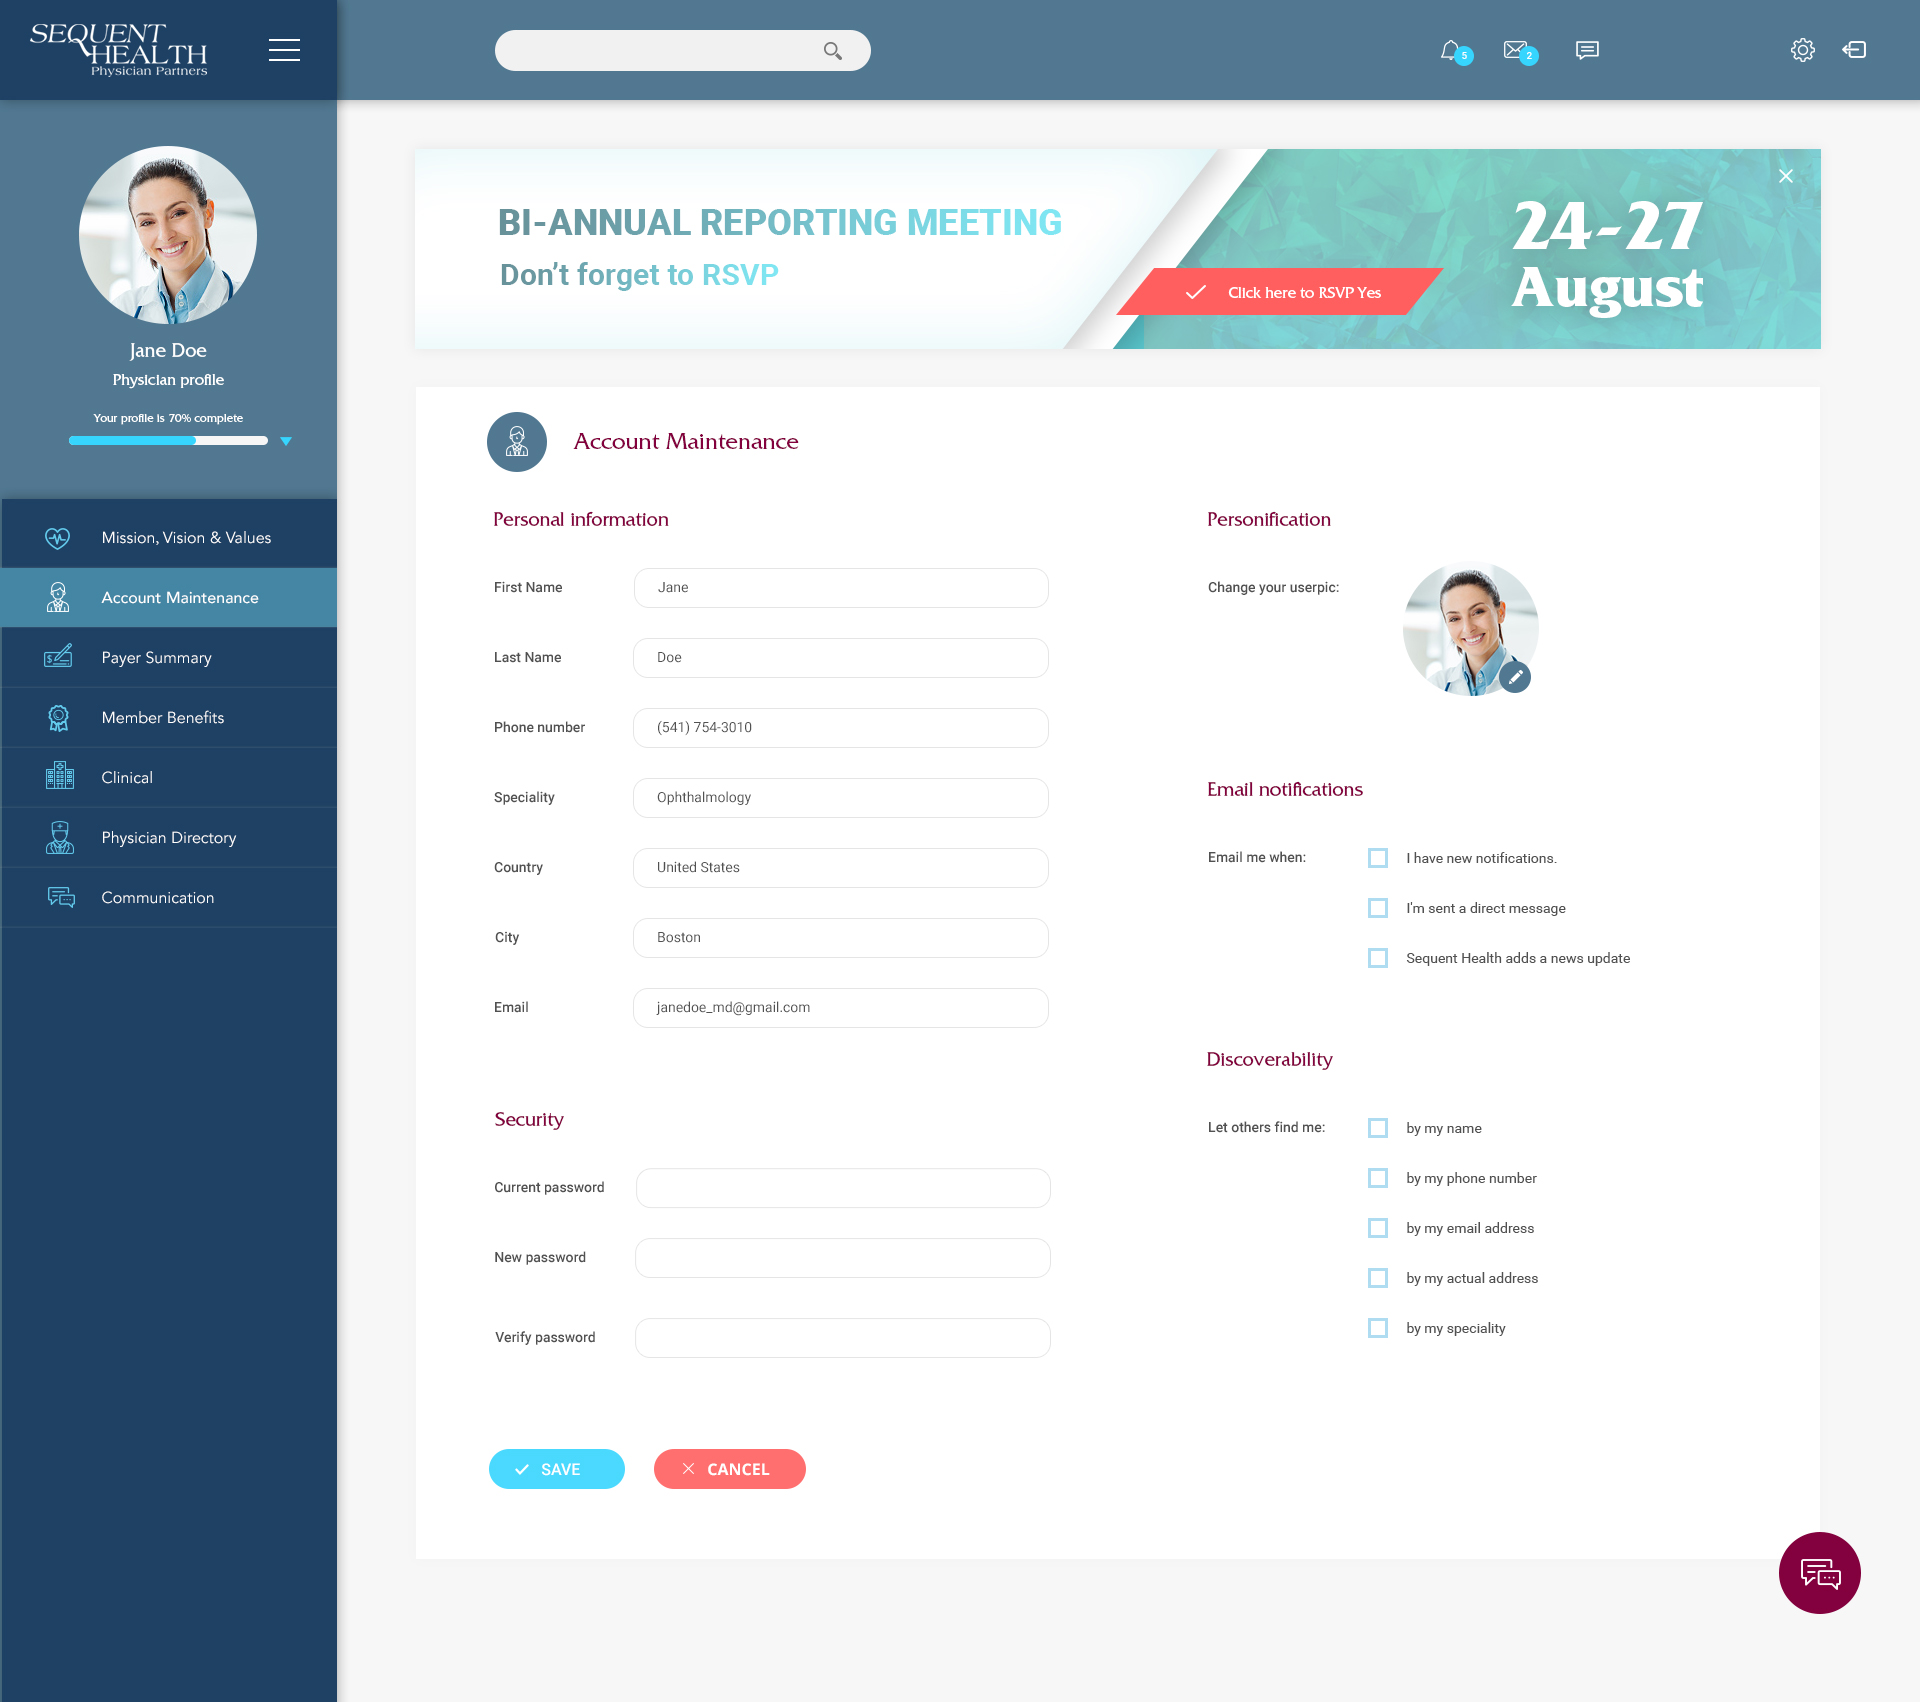 SEQUENT
HEALTH
Physician Partners
5
2
Jane Doe
Physician profile
Your profile is 70% complete
Mission, Vision & Values
Account Maintenance
Payer Summary
Member Benefits
Clinical
Physician Directory
Communication
BI-ANNUAL REPORTING MEETING
Don't forget to RSVP
Click here to RSVP Yes
24-27
August
Account Maintenance
Personal information
First Name
Jane
Last Name
Doe
Phone number
(541) 754-3010
Speciality
Ophthalmology
Country
United States
City
Boston
Email
janedoe_md@gmail.com
Security
Current password
New password
Verify password
SAVE
CANCEL
Personification
Change your userpic:
Email notifications
Email me when:
I have new notifications.
I'm sent a direct message
Sequent Health adds a news update
Discoverability
Let others find me:
by my name
by my phone number
by my email address
by my actual address
by my speciality